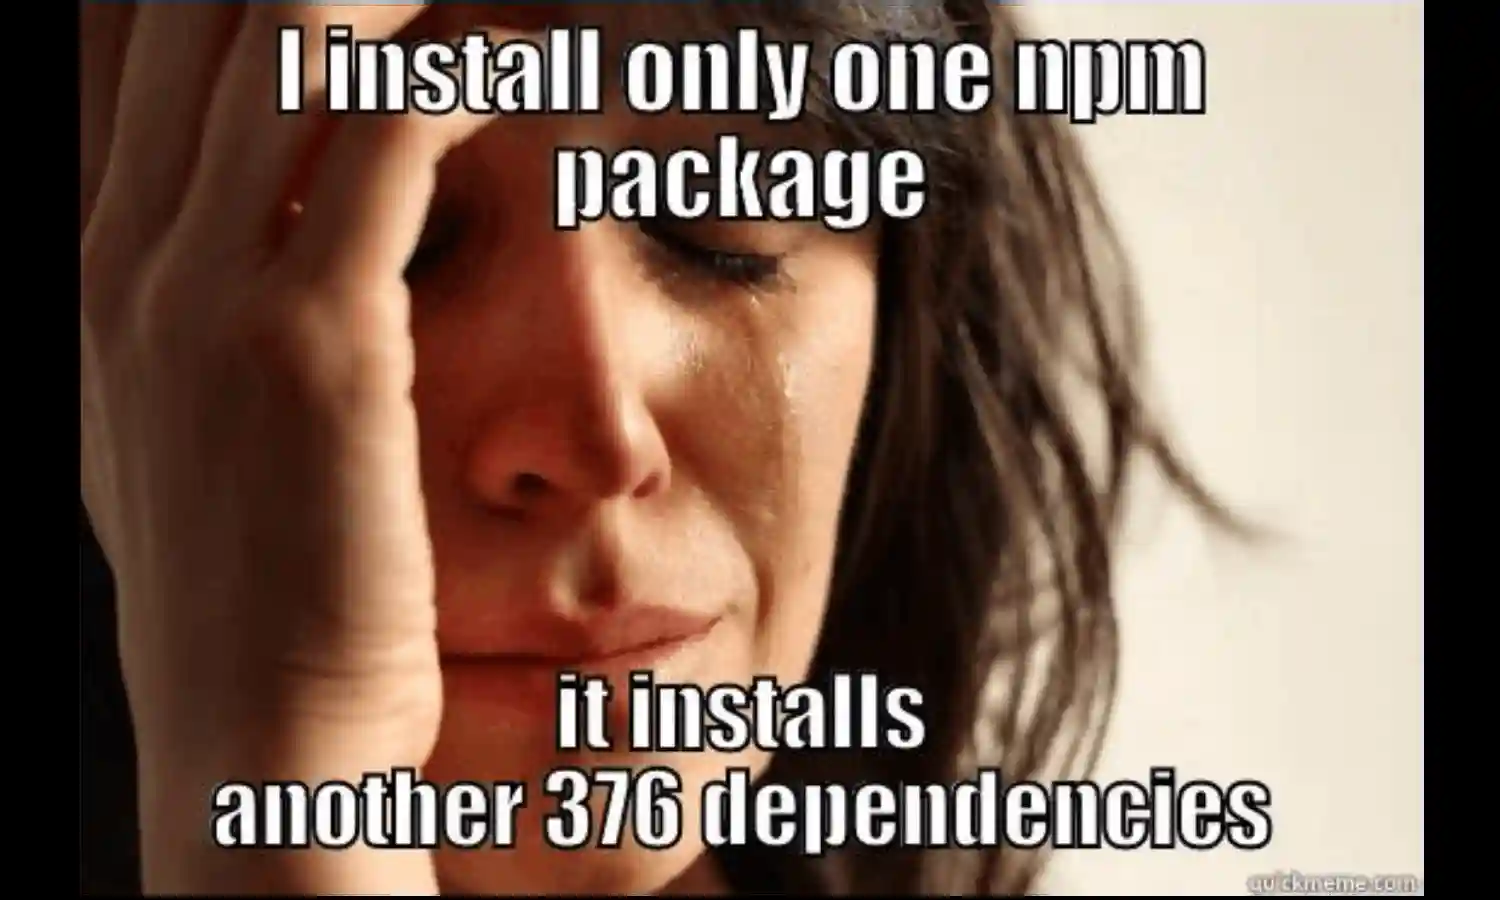 I install only one npm
package
it installs
another 376 dependencies
quickmeme.com